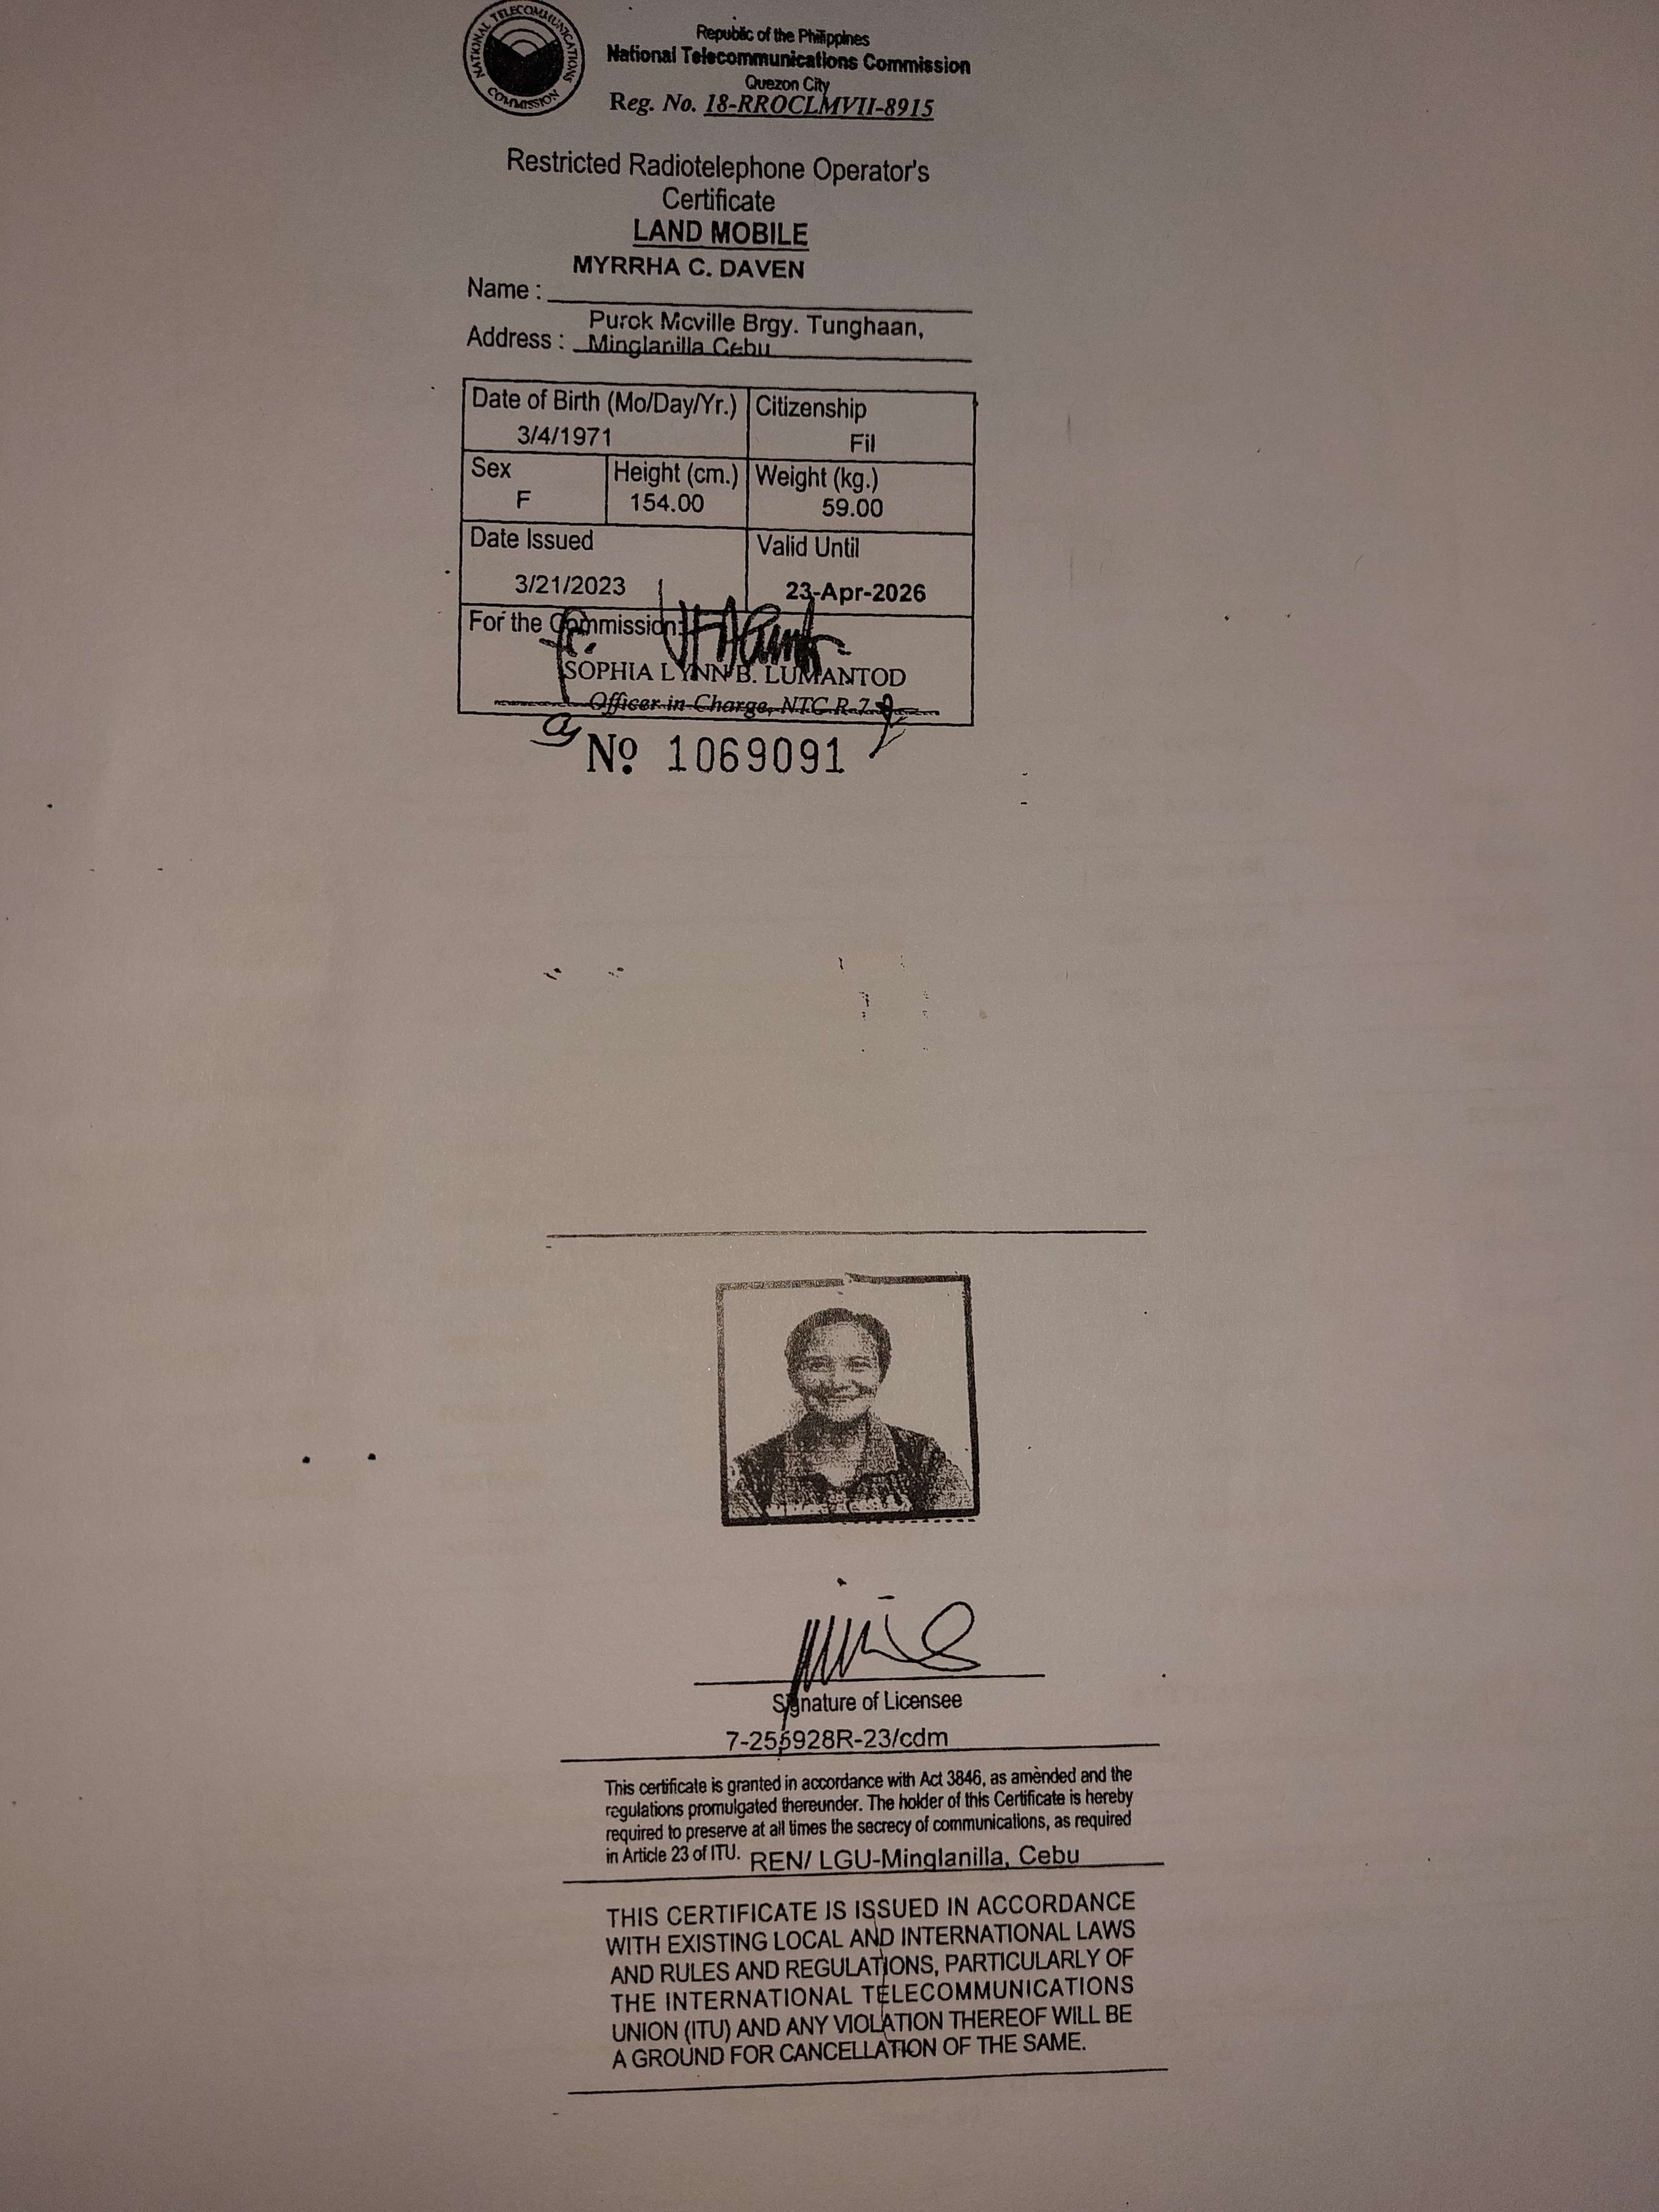 NATIONAL TELECOMMUNICATIONS COMMISSION
Republic of the Philippines
National Telecommunications Commission
Quezon City
Reg. No. 18-RROCLMVII-8915
Restricted Radiotelephone Operator's
Certificate
LAND MOBILE
MYRRHA C. DAVEN
Name :
Purok Mcville Brgy. Tunghaan,
Address : Minglanilla Cebu
Date of Birth (Mo/Day/Yr.) Citizenship
3/4/1971 Fil
Sex Height (cm.) Weight (kg.)
F 154.00 59.00
Date Issued Valid Until
3/21/2023 23-Apr-2026
For the Commission:
SOPHIA LYNN B. LUMANTOD
Officer-in-Charge, NTC R-7
Nº 1069091
Signature of Licensee
7-255928R-23/cdm
This certificate is granted in accordance with Act 3846, as amended and the
regulations promulgated thereunder. The holder of this Certificate is hereby
required to preserve at all times the secrecy of communications, as required
in Article 23 of ITU. REN/ LGU-Minglanilla, Cebu
THIS CERTIFICATE IS ISSUED IN ACCORDANCE
WITH EXISTING LOCAL AND INTERNATIONAL LAWS
AND RULES AND REGULATIONS, PARTICULARLY OF
THE INTERNATIONAL TELECOMMUNICATIONS
UNION (ITU) AND ANY VIOLATION THEREOF WILL BE
A GROUND FOR CANCELLATION OF THE SAME.